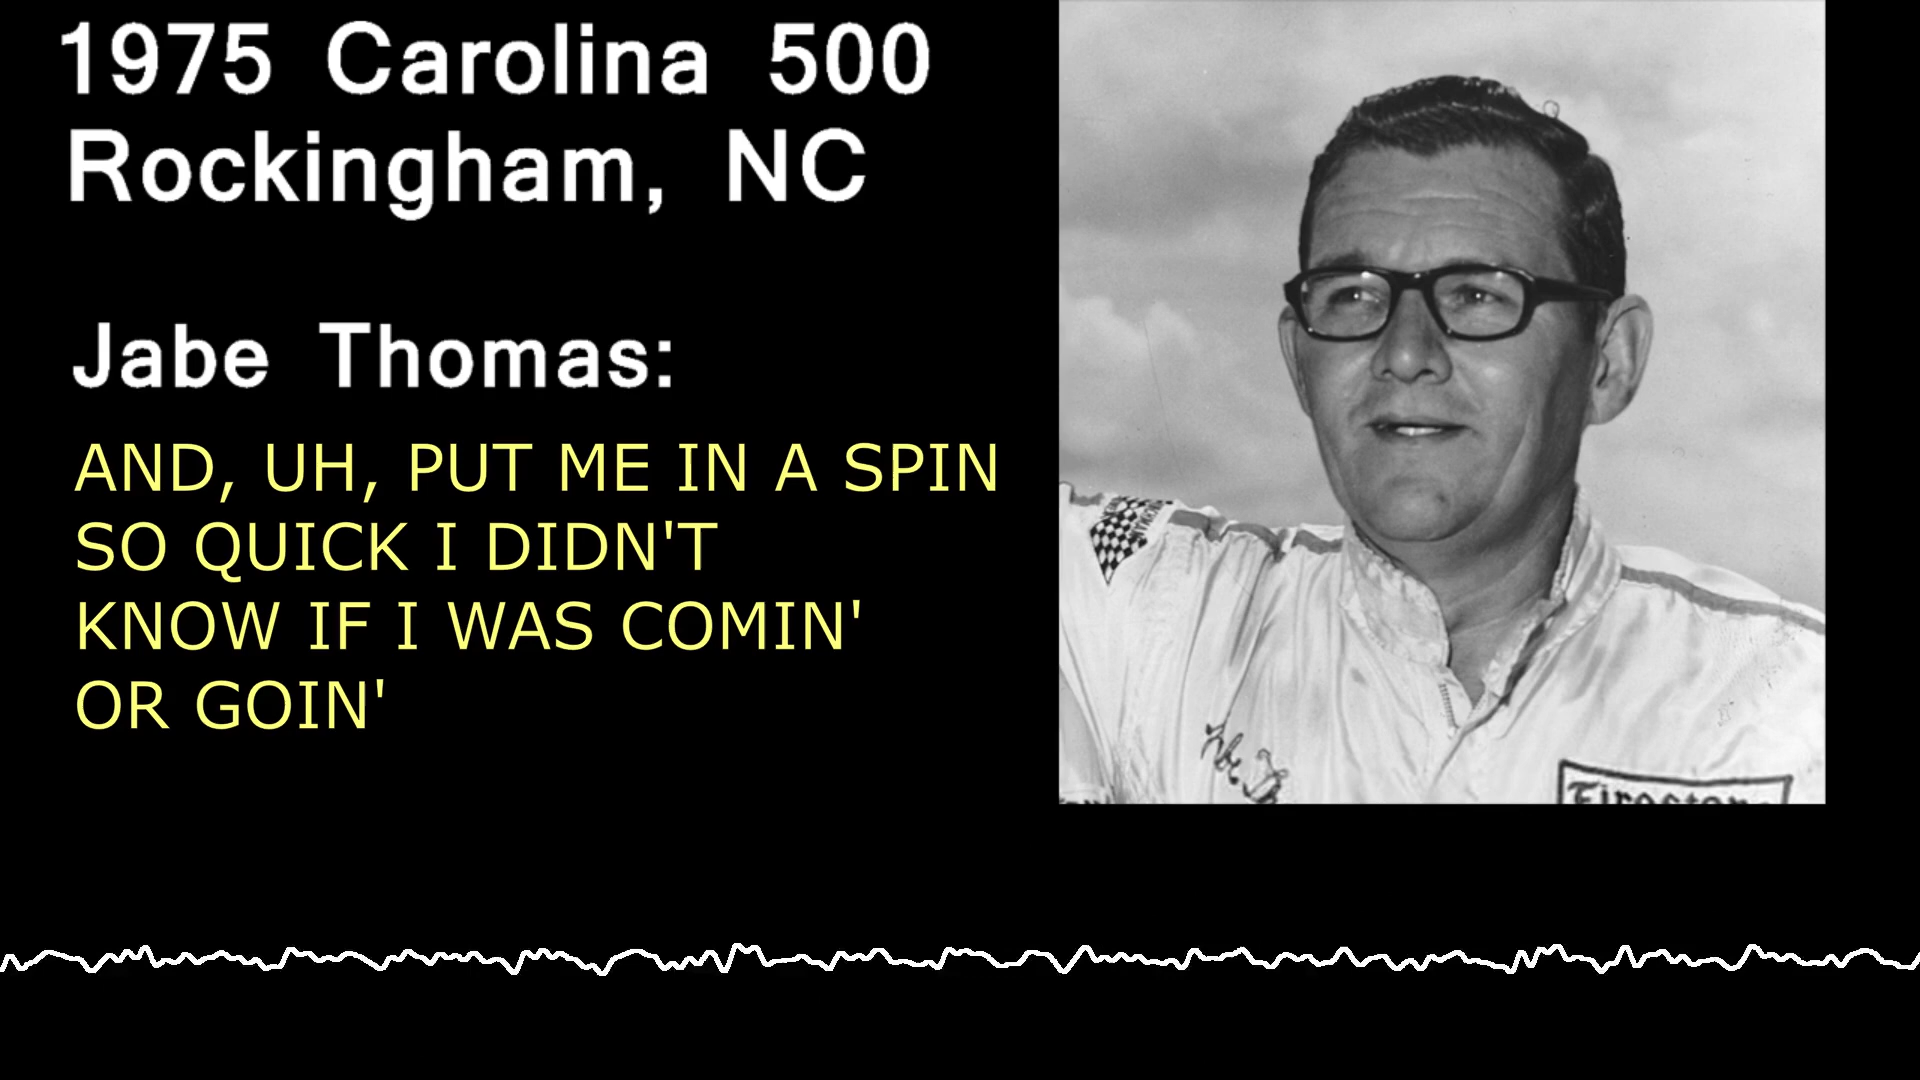 1975 Carolina 500
Rockingham, NC
Jabe Thomas:
AND, UH, PUT ME IN A SPIN
SO QUICK I DIDN'T
KNOW IF I WAS COMIN'
OR GOIN'
Firestone